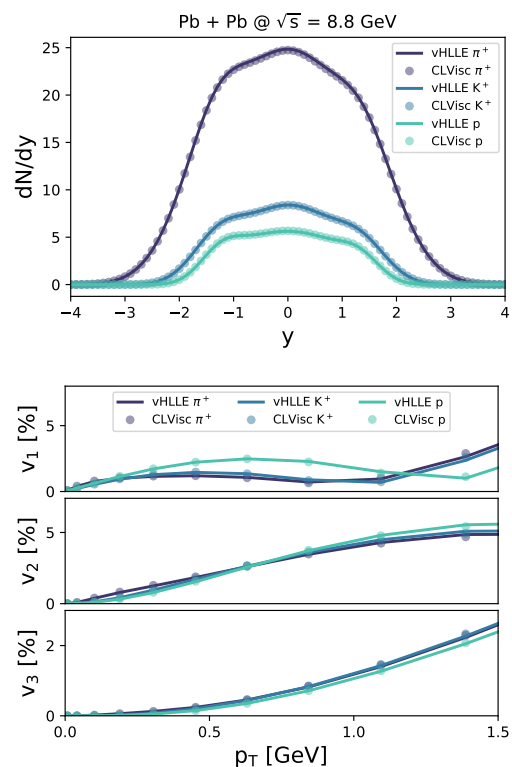 Pb + Pb @ √s = 8.8 GeV
dN/dy
25
20
15
10
5
0
vHLLE π⁺
CLVisc π⁺
vHLLE K⁺
CLVisc K⁺
vHLLE p
CLVisc p
−4 −3 −2 −1 0 1 2 3 4
y
vHLLE π⁺ vHLLE K⁺ vHLLE p
CLVisc π⁺ CLVisc K⁺ CLVisc p
v₁ [%]
5
0
v₂ [%]
5
0
v₃ [%]
2
0
0.0 0.5 1.0 1.5
p_T [GeV]